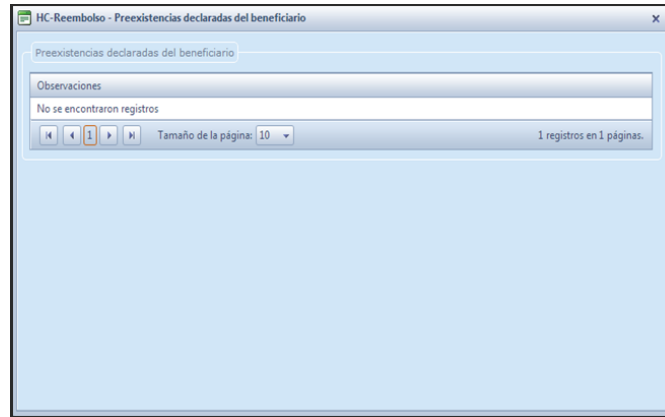 HC-Reembolso - Preexistencias declaradas del beneficiario
Preexistencias declaradas del beneficiario
Observaciones
No se encontraron registros
1 Tamaño de la página: 10 1 registros en 1 páginas.